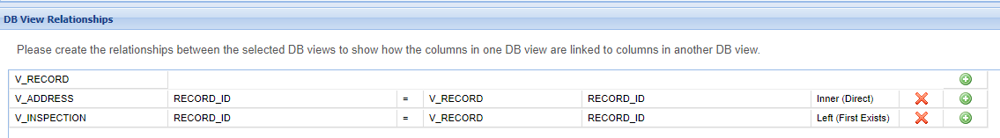 DB View Relationships
Please create the relationships between the selected DB views to show how the columns in one DB view are linked to columns in another DB view.
V_RECORD
V_ADDRESS RECORD_ID = V_RECORD RECORD_ID Inner (Direct)
V_INSPECTION RECORD_ID = V_RECORD RECORD_ID Left (First Exists)